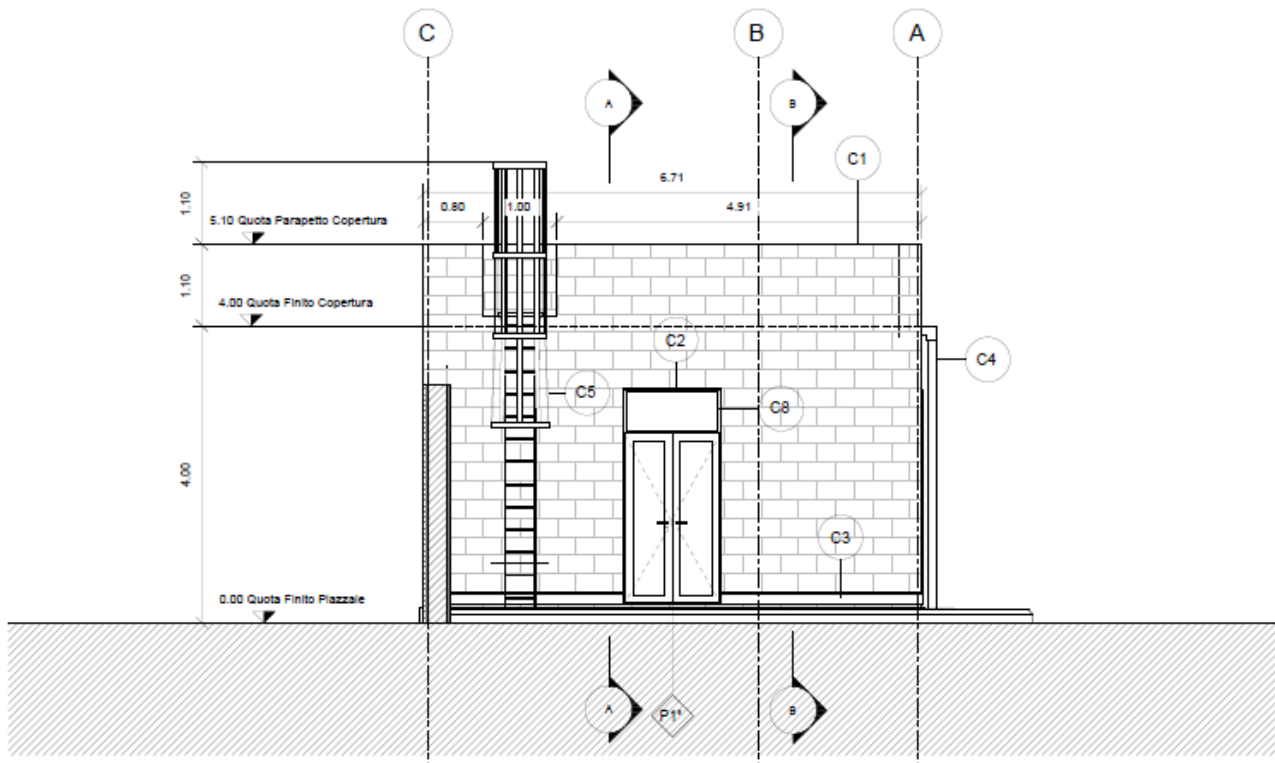 C
B
A
A
B
C1
6.71
0.80
1.00
4.91
1.10
5.10 Quota Parapetto Copertura
1.10
4.00 Quota Finito Copertura
C2
C4
C5
C8
4.00
C3
0.00 Quota Finito Piazzale
A
P1*
B